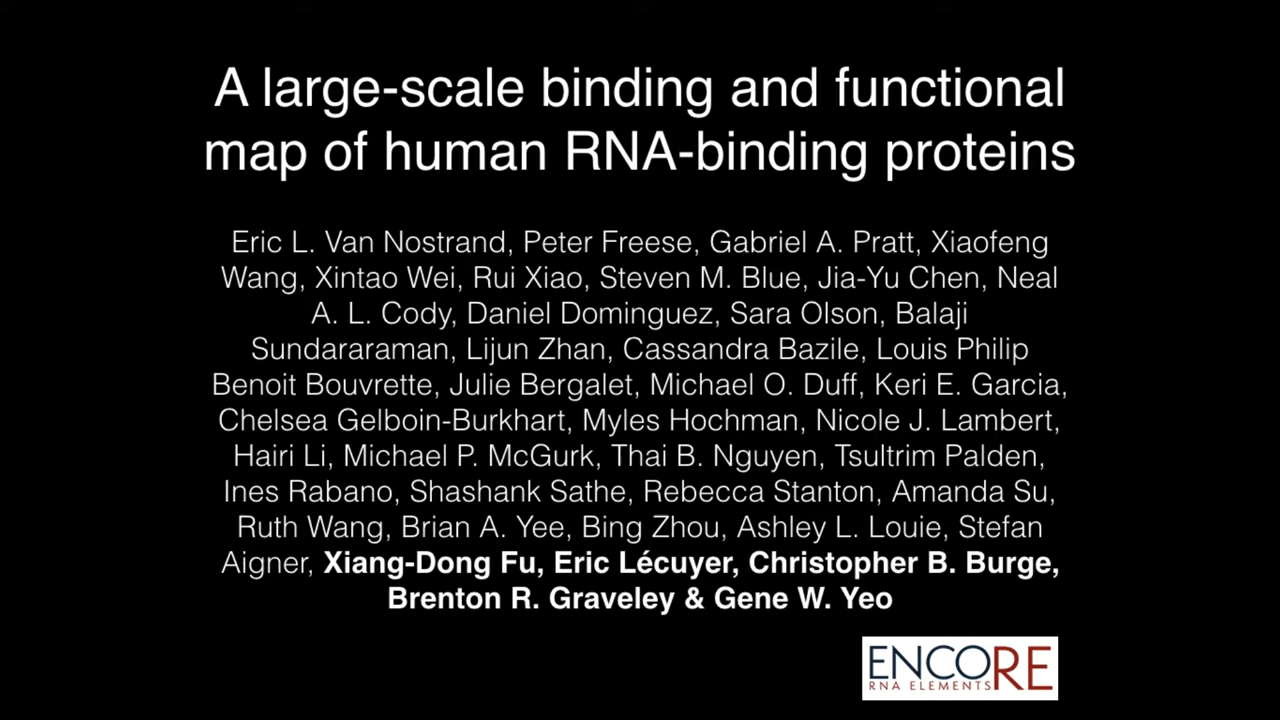 A large-scale binding and functional
map of human RNA-binding proteins
Eric L. Van Nostrand, Peter Freese, Gabriel A. Pratt, Xiaofeng
Wang, Xintao Wei, Rui Xiao, Steven M. Blue, Jia-Yu Chen, Neal
A. L. Cody, Daniel Dominguez, Sara Olson, Balaji
Sundararaman, Lijun Zhan, Cassandra Bazile, Louis Philip
Benoit Bouvrette, Julie Bergalet, Michael O. Duff, Keri E. Garcia,
Chelsea Gelboin-Burkhart, Myles Hochman, Nicole J. Lambert,
Hairi Li, Michael P. McGurk, Thai B. Nguyen, Tsultrim Palden,
Ines Rabano, Shashank Sathe, Rebecca Stanton, Amanda Su,
Ruth Wang, Brian A. Yee, Bing Zhou, Ashley L. Louie, Stefan
Aigner, Xiang-Dong Fu, Eric Lécuyer, Christopher B. Burge,
Brenton R. Graveley & Gene W. Yeo
ENCORE
RNA ELEMENTS